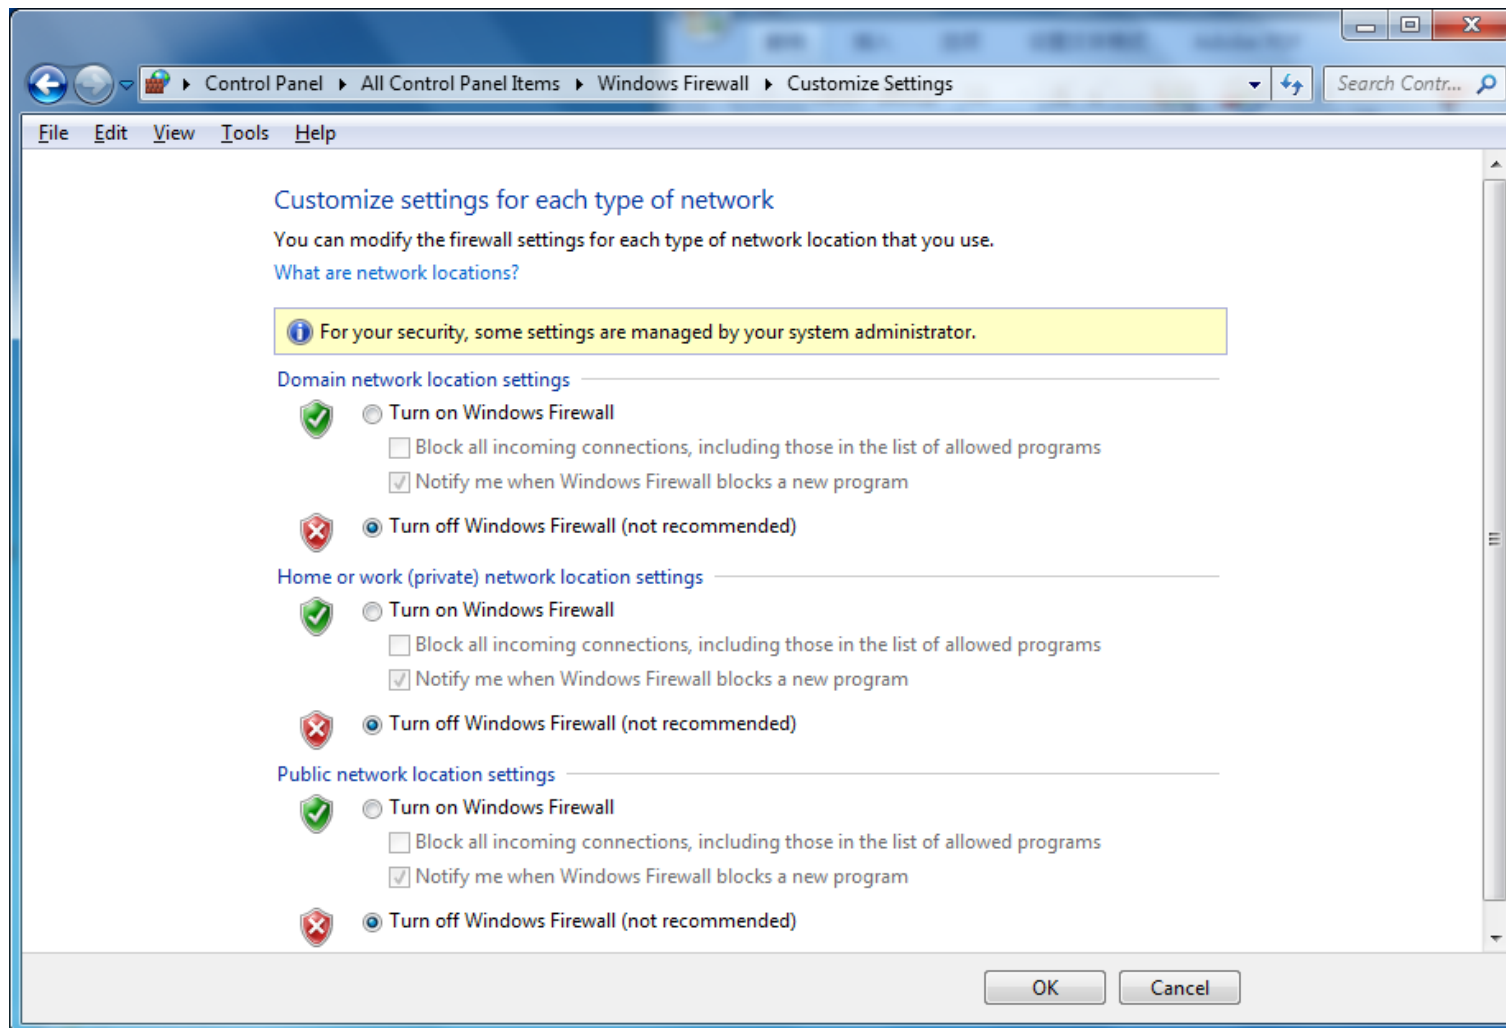 Control Panel All Control Panel Items Windows Firewall Customize Settings Search Contr...
File Edit View Tools Help
Customize settings for each type of network
You can modify the firewall settings for each type of network location that you use.
What are network locations?
For your security, some settings are managed by your system administrator.
Domain network location settings
Turn on Windows Firewall
Block all incoming connections, including those in the list of allowed programs
Notify me when Windows Firewall blocks a new program
Turn off Windows Firewall (not recommended)
Home or work (private) network location settings
Turn on Windows Firewall
Block all incoming connections, including those in the list of allowed programs
Notify me when Windows Firewall blocks a new program
Turn off Windows Firewall (not recommended)
Public network location settings
Turn on Windows Firewall
Block all incoming connections, including those in the list of allowed programs
Notify me when Windows Firewall blocks a new program
Turn off Windows Firewall (not recommended)
OK Cancel